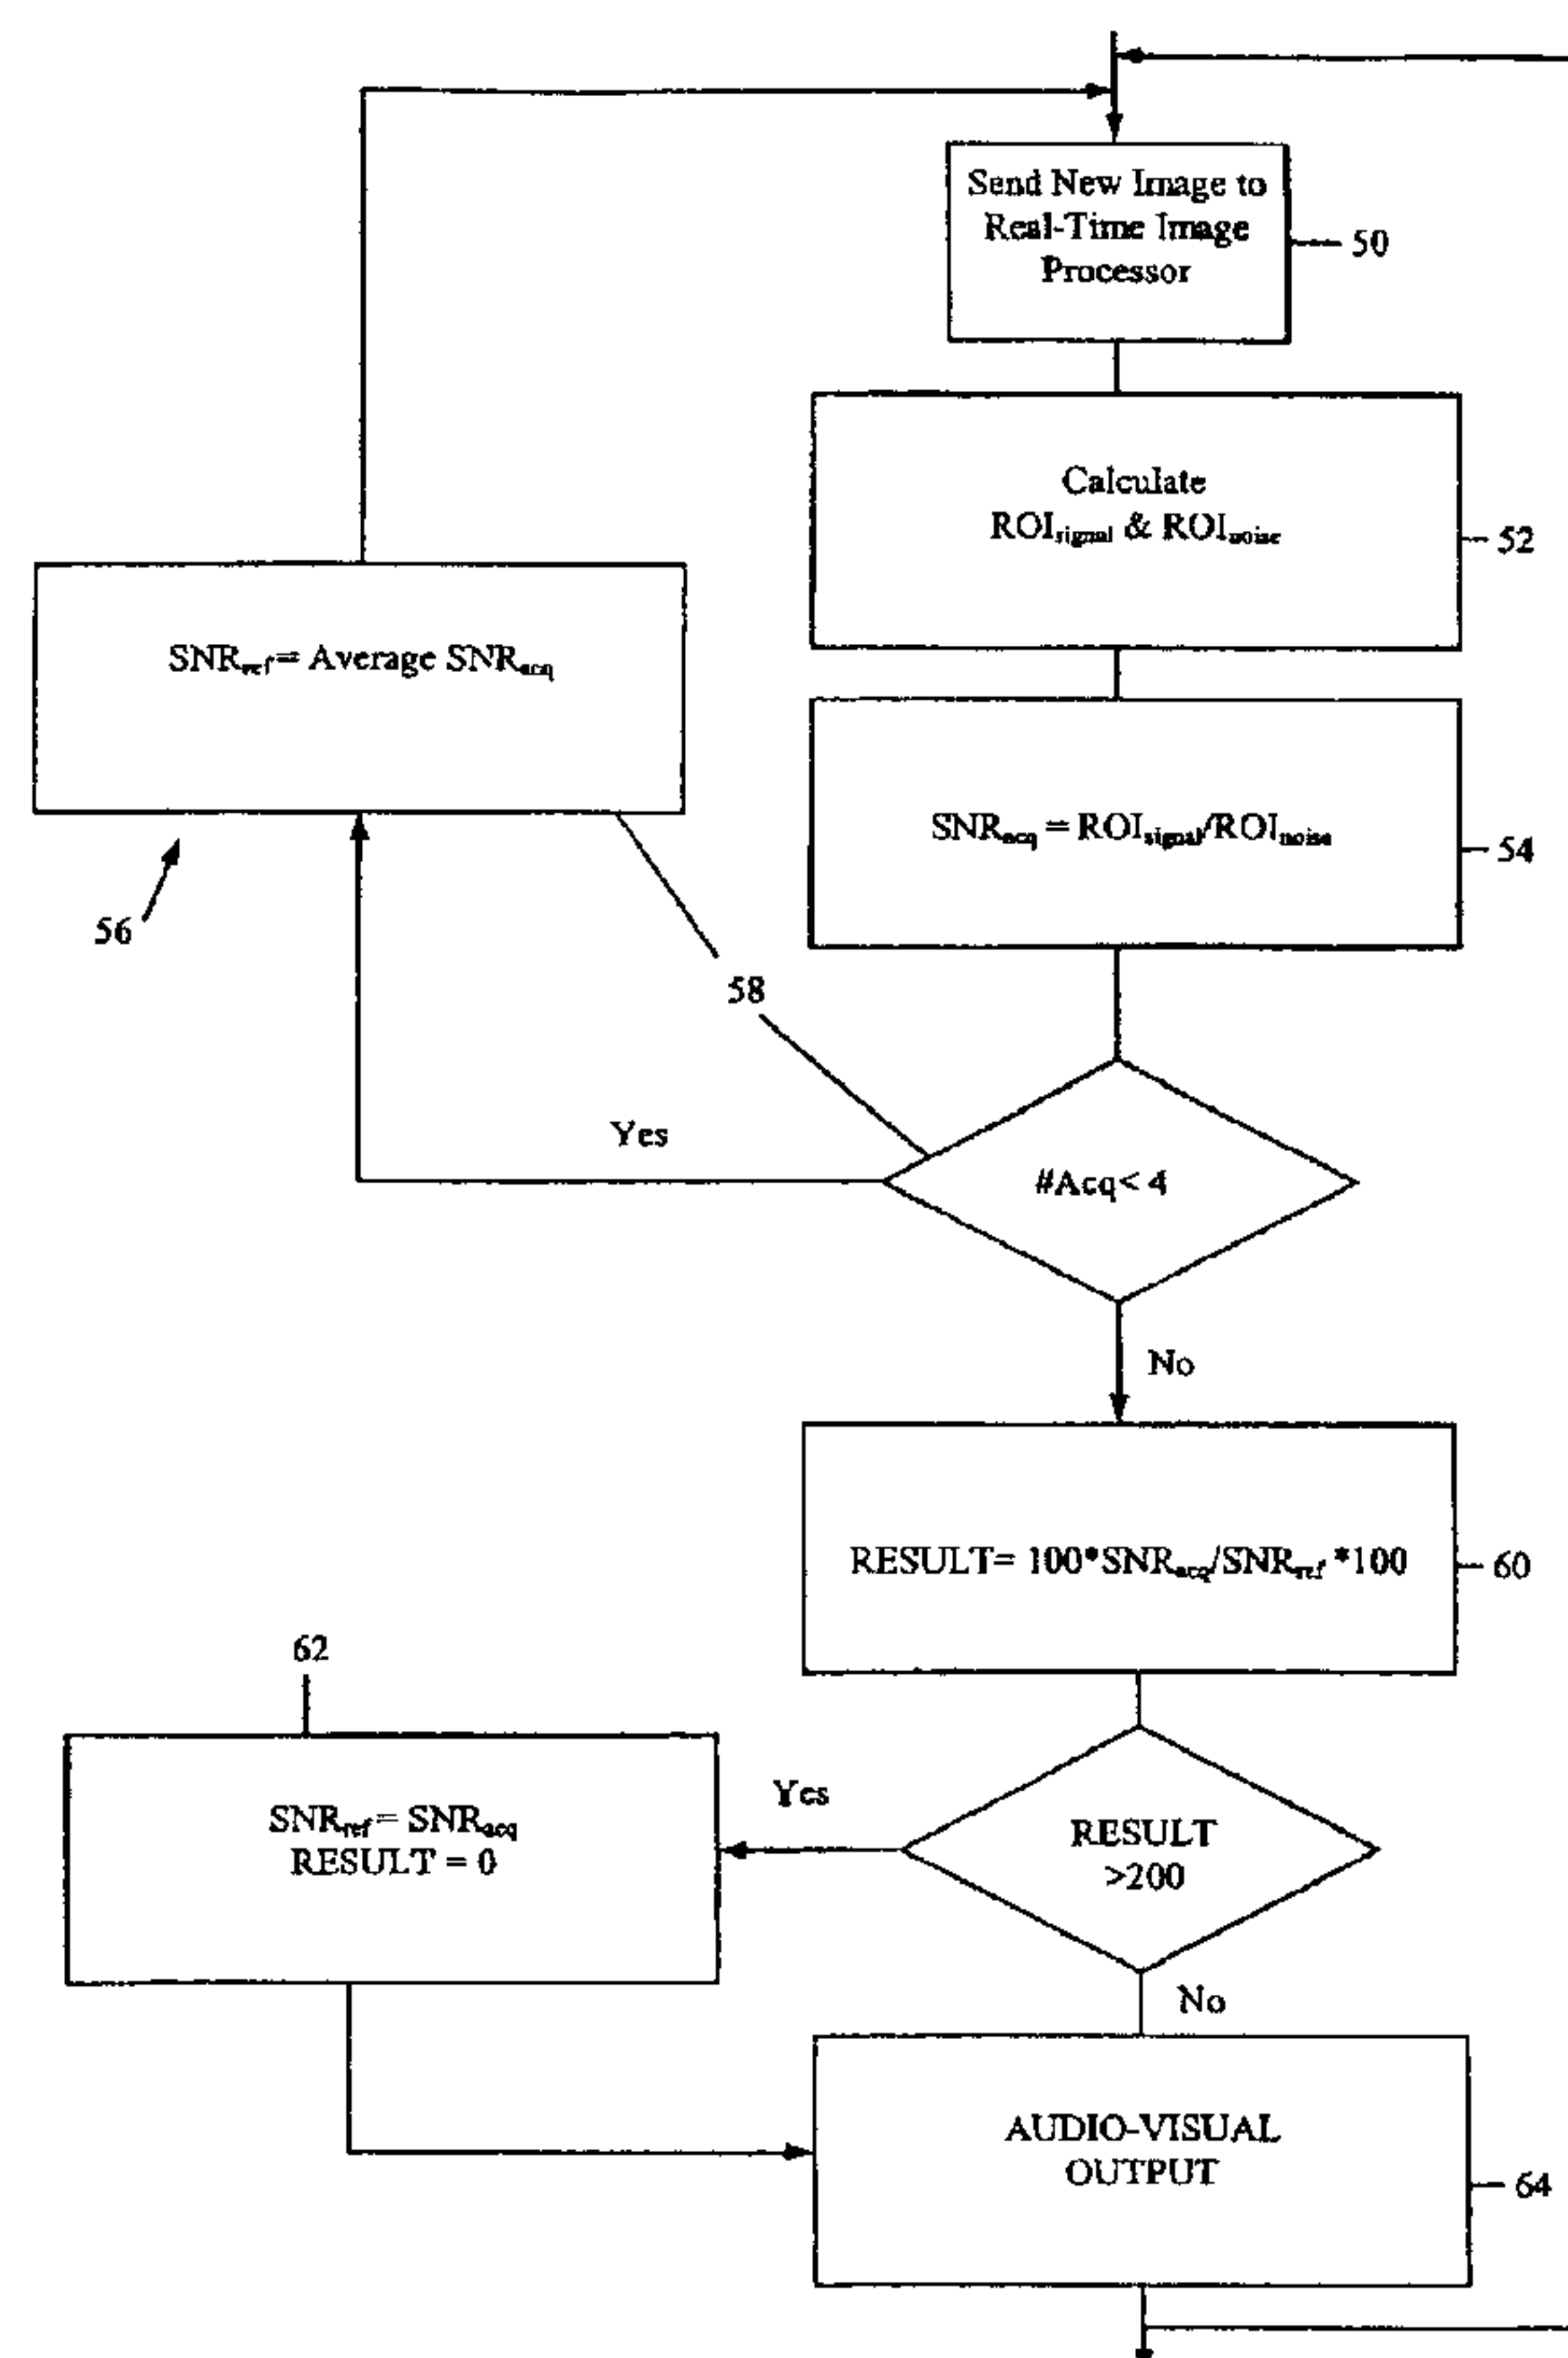 Send New Image to
Real-Time Image
Processor
50
Calculate
ROIsignal & ROInoise
52
SNRref = Average SNRacq
56
SNRacq = ROIsignal/ROInoise
54
58
Yes
#Acq< 4
No
RESULT= 100*SNRacq/SNRref *100
60
62
SNRref = SNRacq
RESULT = 0
Yes
RESULT
>200
No
AUDIO-VISUAL
OUTPUT
64